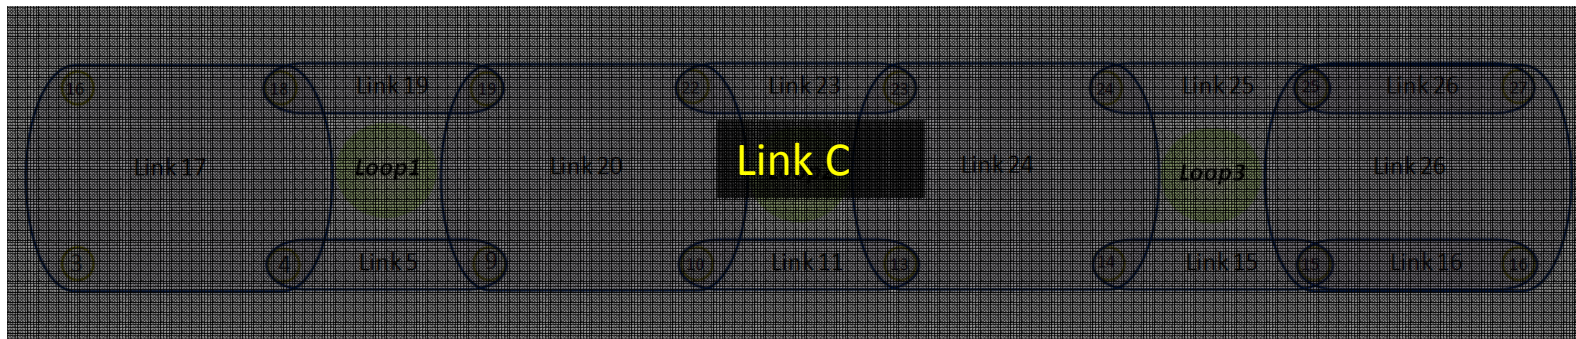 16 18 Link 19 19 22 Link 23 23 24 Link 25 25 Link 26 27
Link 17 Loop1 Link 20 Link C Link 24 Loop3 Link 26
3 4 Link 5 9 10 Link 11 13 14 Link 15 15 Link 16 16